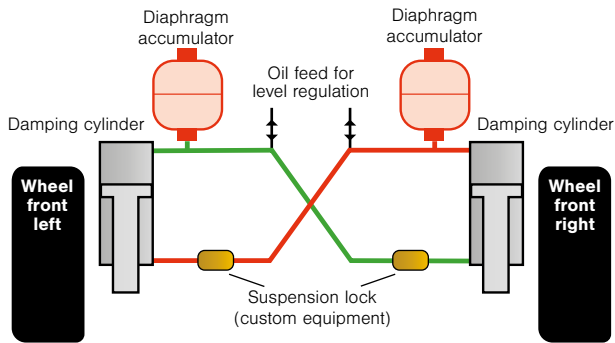 Diaphragm
accumulator
Diaphragm
accumulator
Oil feed for
level regulation
Damping cylinder
Damping cylinder
Wheel
front
left
Wheel
front
right
Suspension lock
(custom equipment)